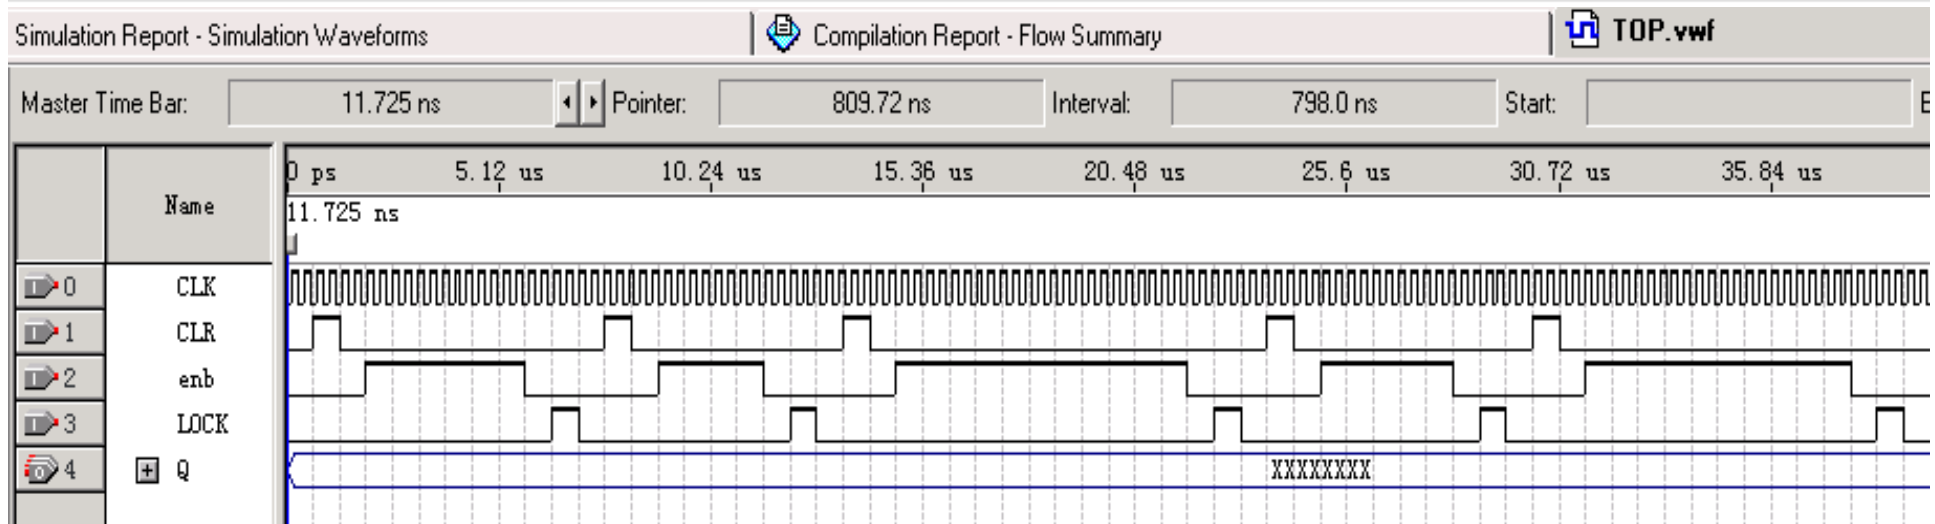 Simulation Report - Simulation Waveforms Compilation Report - Flow Summary TOP.vwf
Master Time Bar: 11.725 ns Pointer: 809.72 ns Interval: 798.0 ns Start: E
0 ps 5.12 us 10.24 us 15.36 us 20.48 us 25.6 us 30.72 us 35.84 us
Name
11.725 ns
0 CLK
1 CLR
2 enb
3 LOCK
4 Q XXXXXXXX